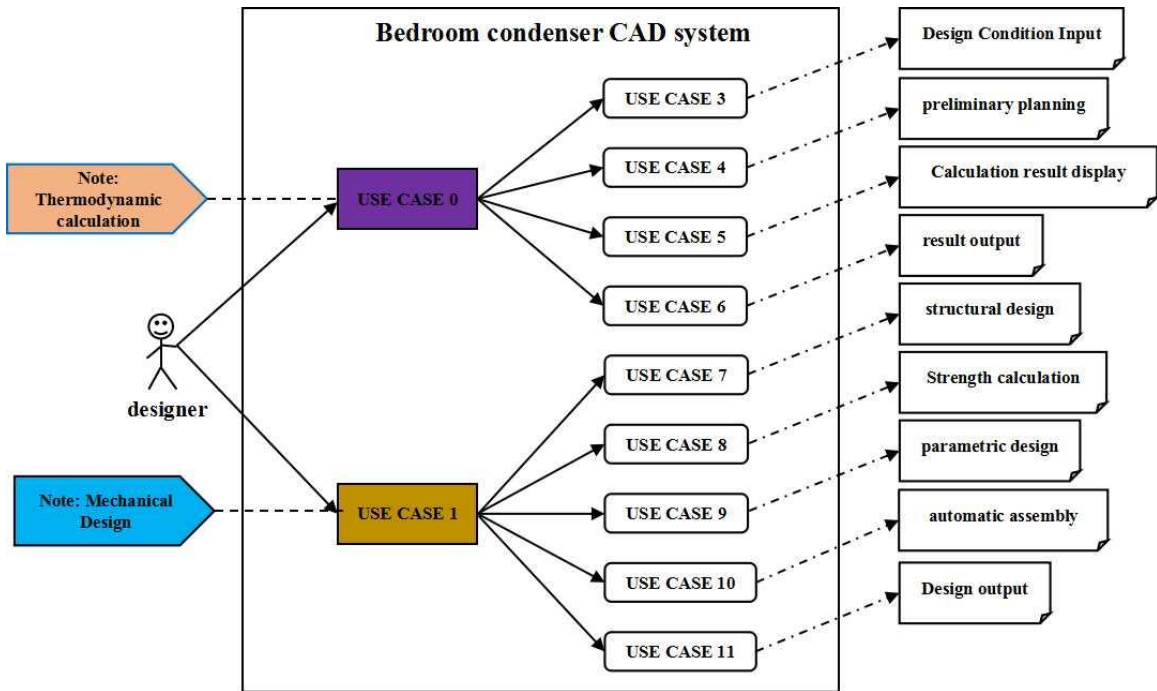 Bedroom condenser CAD system
Note:
Thermodynamic
calculation
designer
Note: Mechanical
Design
USE CASE 0
USE CASE 1
USE CASE 3
USE CASE 4
USE CASE 5
USE CASE 6
USE CASE 7
USE CASE 8
USE CASE 9
USE CASE 10
USE CASE 11
Design Condition Input
preliminary planning
Calculation result display
result output
structural design
Strength calculation
parametric design
automatic assembly
Design output